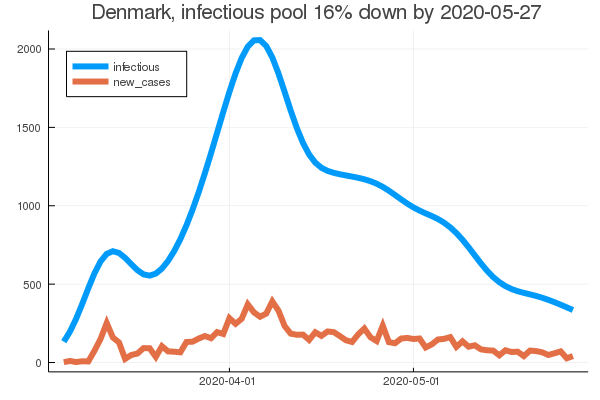 Denmark, infectious pool 16% down by 2020-05-27
infectious
new_cases
2000
1500
1000
500
0
2020-04-01
2020-05-01